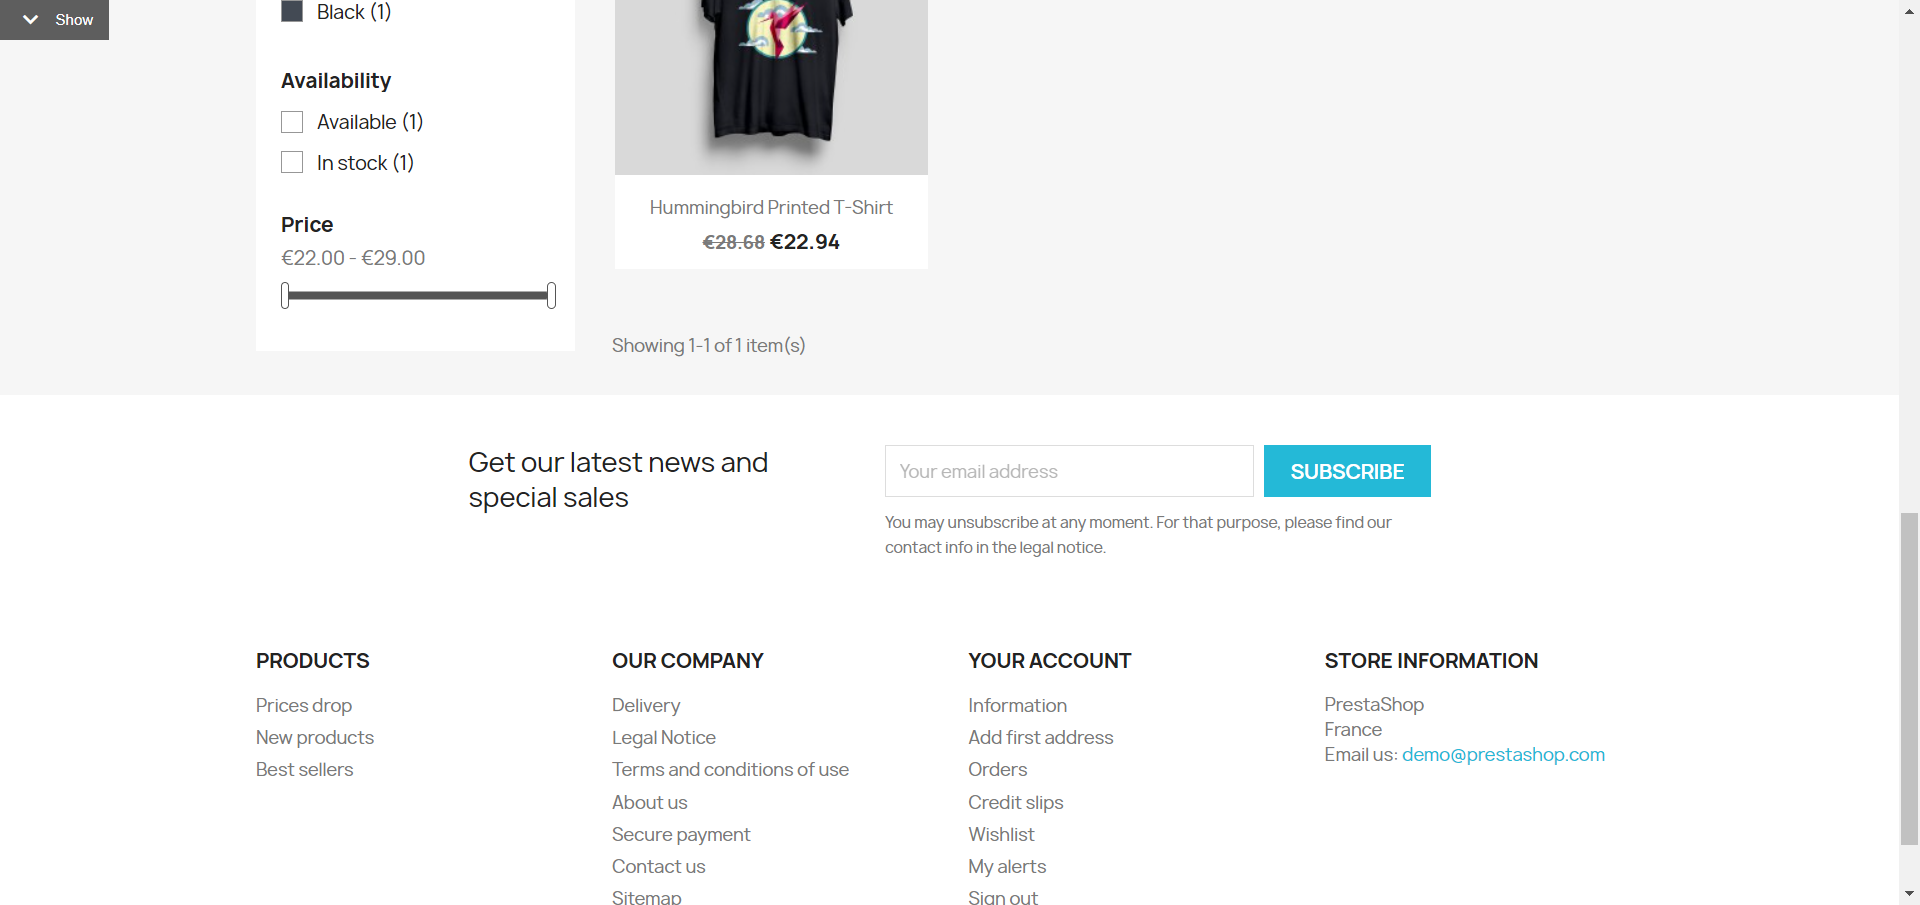 Show
Black (1)
Availability
Available (1)
In stock (1)
Price
€22.00 - €29.00
Hummingbird Printed T-Shirt
€28.68 €22.94
Showing 1-1 of 1 item(s)
Get our latest news and
special sales
Your email address
SUBSCRIBE
You may unsubscribe at any moment. For that purpose, please find our
contact info in the legal notice.
PRODUCTS
Prices drop
New products
Best sellers
OUR COMPANY
Delivery
Legal Notice
Terms and conditions of use
About us
Secure payment
Contact us
Sitemap
YOUR ACCOUNT
Information
Add first address
Orders
Credit slips
Wishlist
My alerts
Sign out
STORE INFORMATION
PrestaShop
France
Email us: demo@prestashop.com